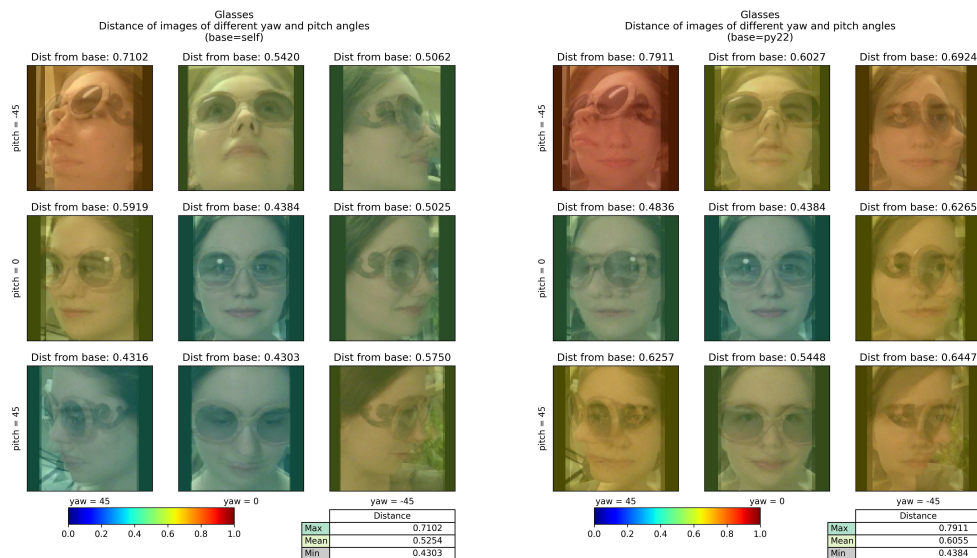 Glasses
Distance of images of different yaw and pitch angles
(base=self)
Dist from base: 0.7102
Dist from base: 0.5420
Dist from base: 0.5062
pitch = -45
Dist from base: 0.5919
Dist from base: 0.4384
Dist from base: 0.5025
pitch = 0
Dist from base: 0.4316
Dist from base: 0.4303
Dist from base: 0.5750
pitch = 45
yaw = 45
yaw = 0
yaw = -45
0.0 0.2 0.4 0.6 0.8 1.0
Distance
Max 0.7102
Mean 0.5254
Min 0.4303
Glasses
Distance of images of different yaw and pitch angles
(base=py22)
Dist from base: 0.7911
Dist from base: 0.6027
Dist from base: 0.6924
pitch = -45
Dist from base: 0.4836
Dist from base: 0.4384
Dist from base: 0.6265
pitch = 0
Dist from base: 0.6257
Dist from base: 0.5448
Dist from base: 0.6447
pitch = 45
yaw = 45
yaw = 0
yaw = -45
0.0 0.2 0.4 0.6 0.8 1.0
Distance
Max 0.7911
Mean 0.6055
Min 0.4384